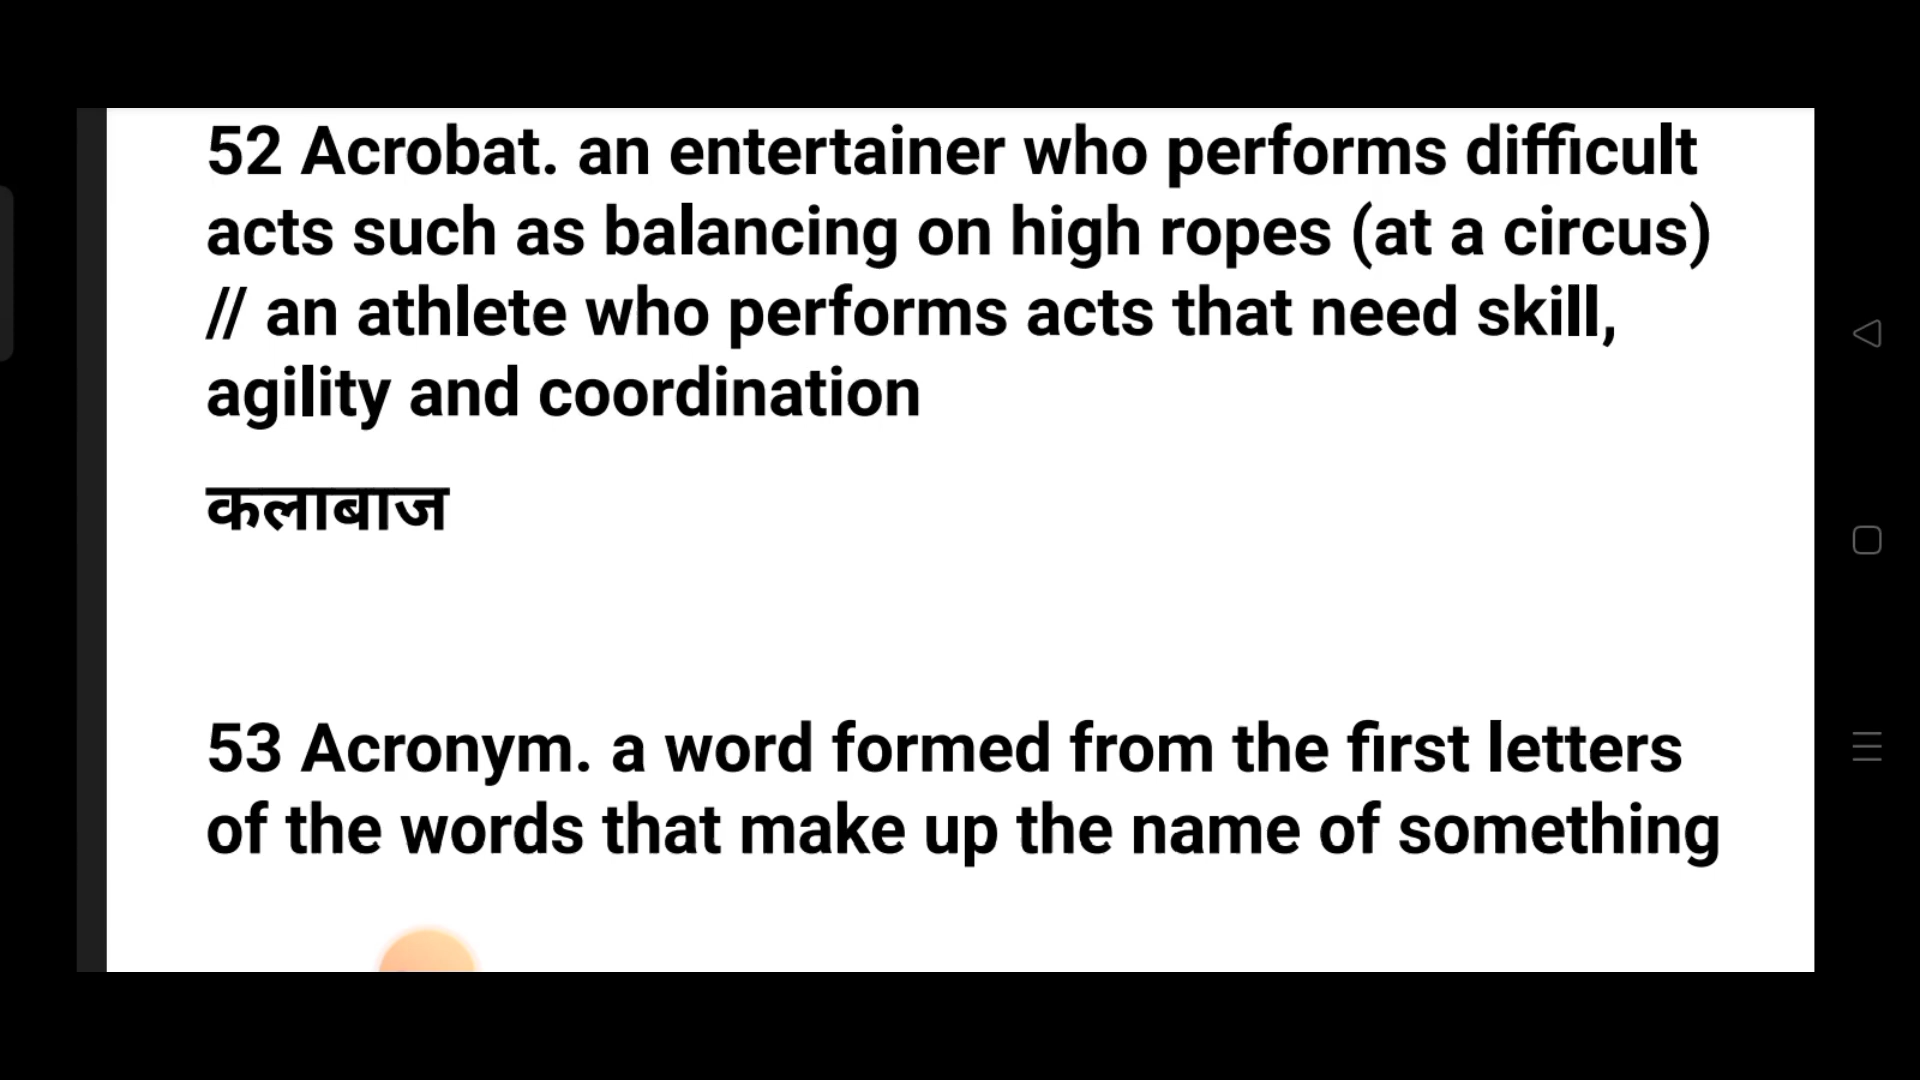 52 Acrobat. an entertainer who performs difficult
acts such as balancing on high ropes (at a circus)
// an athlete who performs acts that need skill,
agility and coordination
कलाबाज
53 Acronym. a word formed from the first letters
of the words that make up the name of something